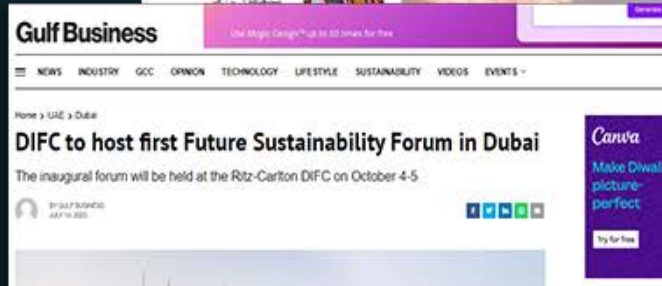 Gulf Business
Use Magic Design™ up to 10 times for free
NEWS INDUSTRY GCC OPINION TECHNOLOGY LIFESTYLE SUSTAINABILITY VIDEOS EVENTS
Home > UAE > Dubai
DIFC to host first Future Sustainability Forum in Dubai
The inaugural forum will be held at the Ritz-Carlton DIFC on October 4-5
BY GULF BUSINESS
Canva
Make Diwali
picture-
perfect
Try for free